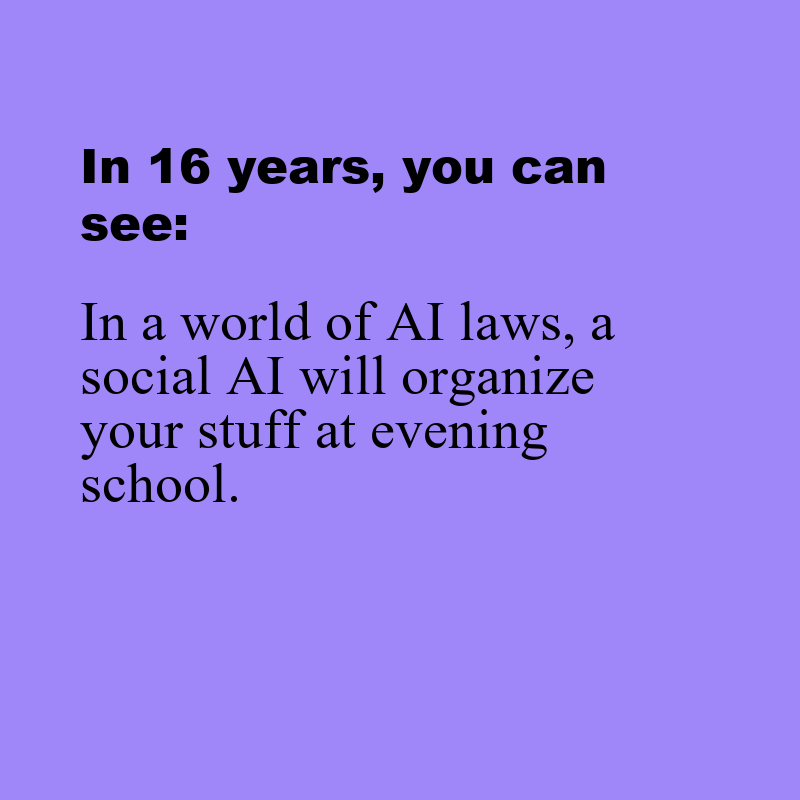 In 16 years, you can
see:
In a world of AI laws, a
social AI will organize
your stuff at evening
school.